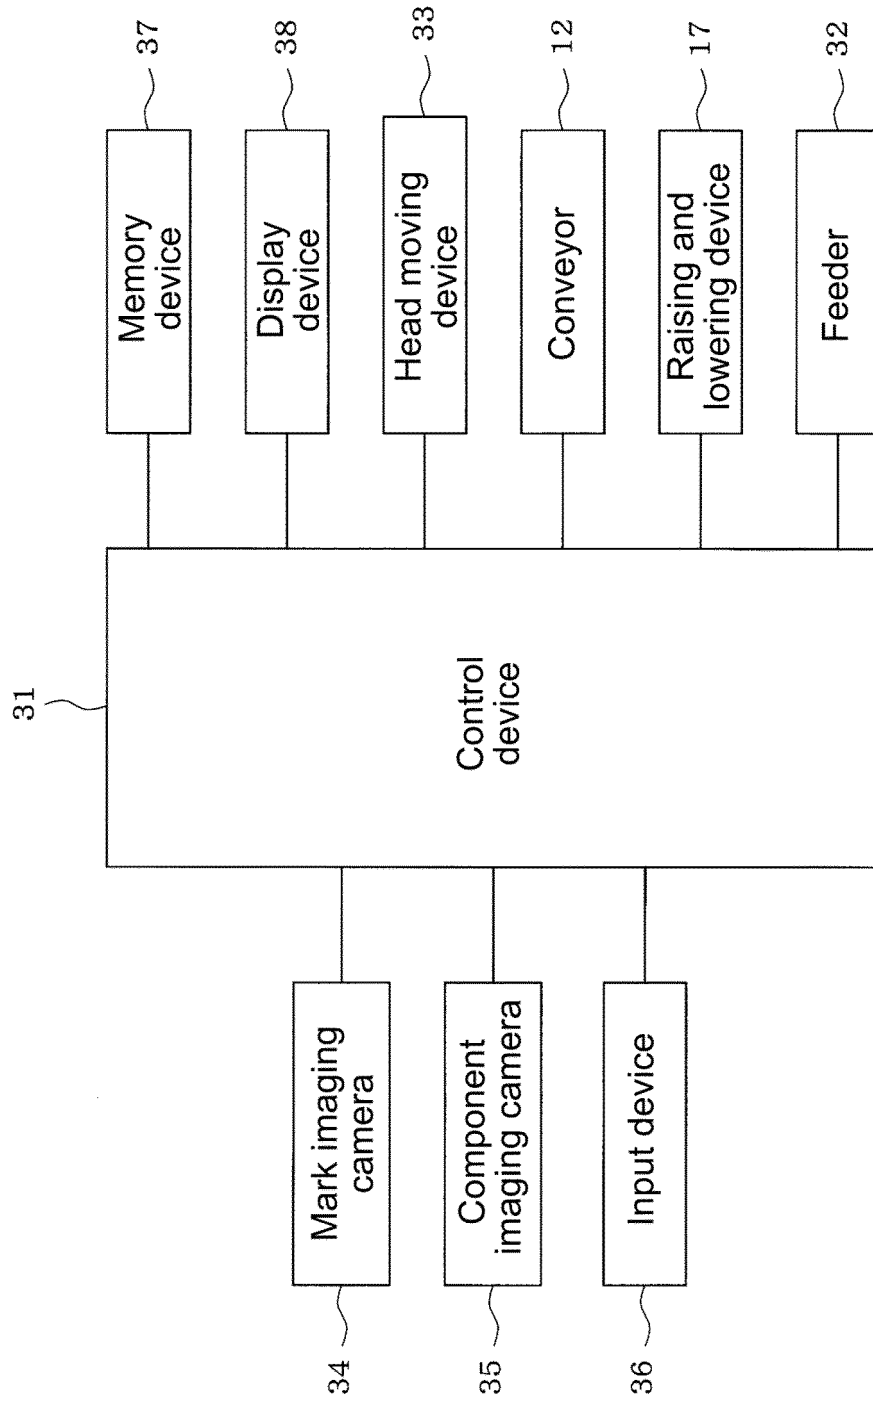 31
Control
device
Mark imaging
camera
34
Component
imaging camera
35
Input device
36
Memory
device
37
Display
device
38
Head moving
device
33
Conveyor
12
Raising and
lowering device
17
Feeder
32